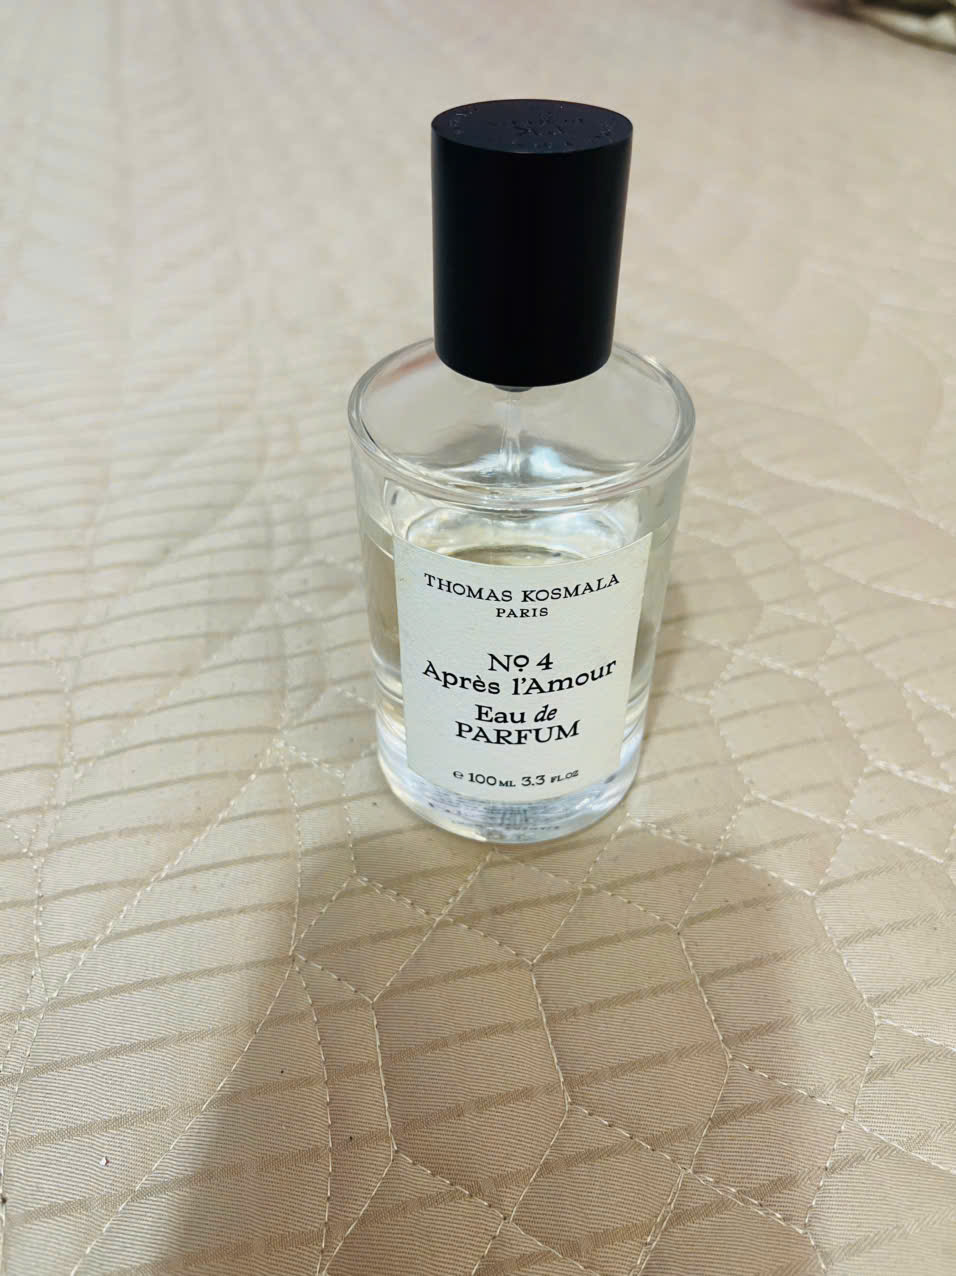 THOMAS KOSMALA
PARIS
Nº 4
Après l'Amour
Eau de
PARFUM
℮ 100 ML 3.3 FL.OZ